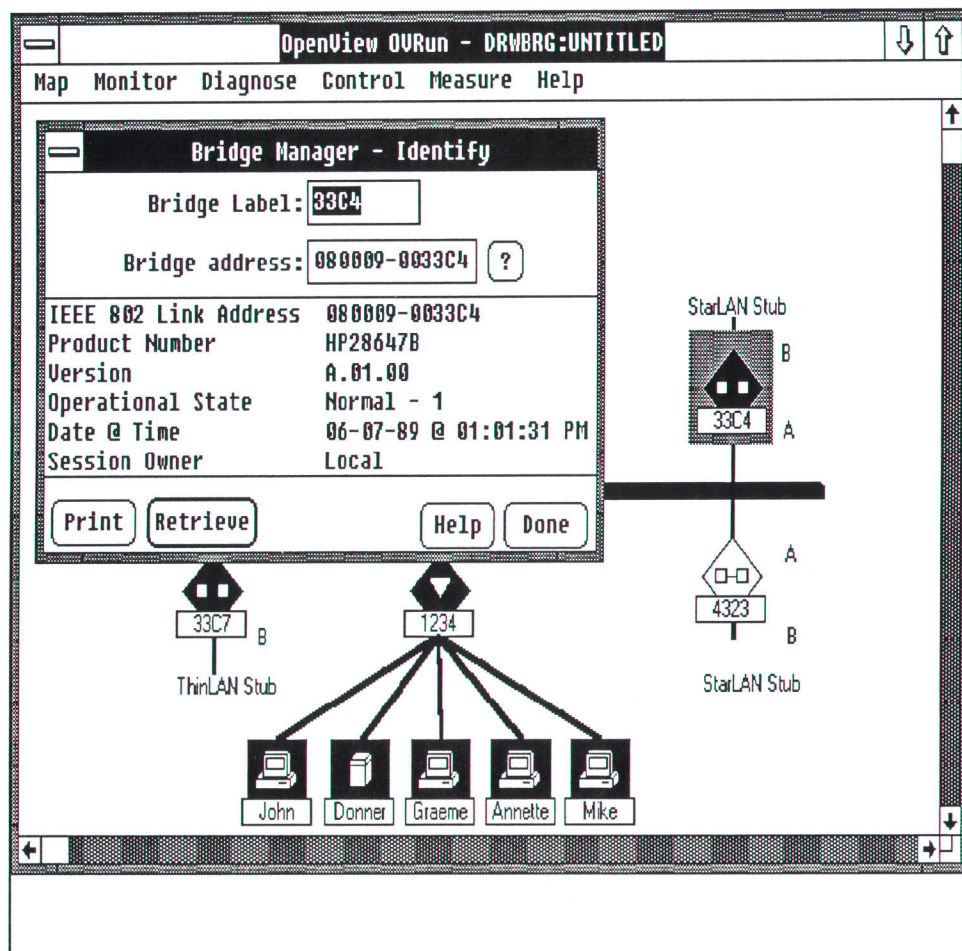 OpenView OVRun - DRWBRG:UNTITLED
Map Monitor Diagnose Control Measure Help
Bridge Manager - Identify
Bridge Label: 33C4
Bridge address: 080009-0033C4 ?
IEEE 802 Link Address 080009-0033C4
Product Number HP28647B
Version A.01.00
Operational State Normal - 1
Date @ Time 06-07-89 @ 01:01:31 PM
Session Owner Local
Print Retrieve Help Done
StarLAN Stub
B
33C4
A
A
4323
B
StarLAN Stub
33C7
B
ThinLAN Stub
1234
John Donner Graeme Annette Mike